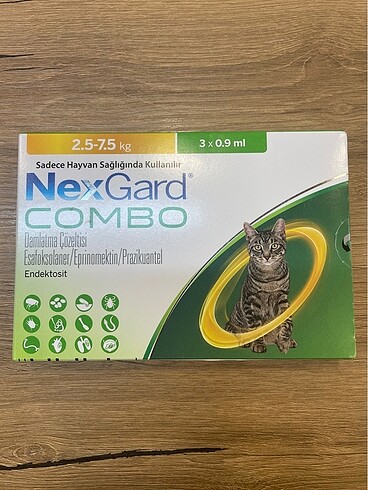 2.5-7.5 kg
3 x 0.9 ml
Sadece Hayvan Sağlığında Kullanılır
NexGard®
COMBO
Damlatma Çözeltisi
Esafoksolaner/Eprinomektin/Prazikuantel
Endektosit